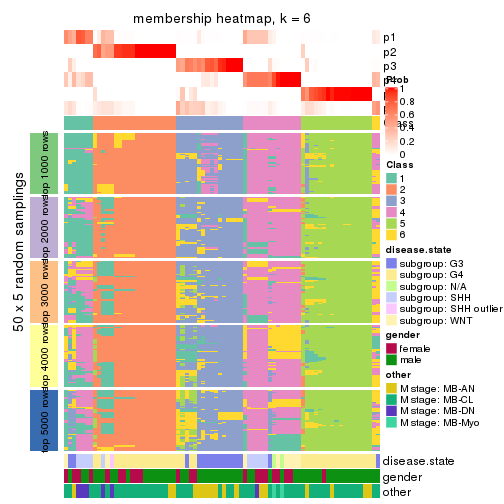 membership heatmap, k = 6
p1
p2
p3
Prob
1
0.8
0.6
0.4
0.2
0
Class
1
2
3
4
5
6
disease.state
subgroup: G3
subgroup: G4
subgroup: N/A
subgroup: SHH
subgroup: SHH outlier
subgroup: WNT
gender
female
male
other
M stage: MB-AN
M stage: MB-CL
M stage: MB-DN
M stage: MB-Myo
50 x 5 random samplings
top 1000 rows
top 2000 rows
top 3000 rows
top 4000 rows
top 5000 rows
disease.state
gender
other